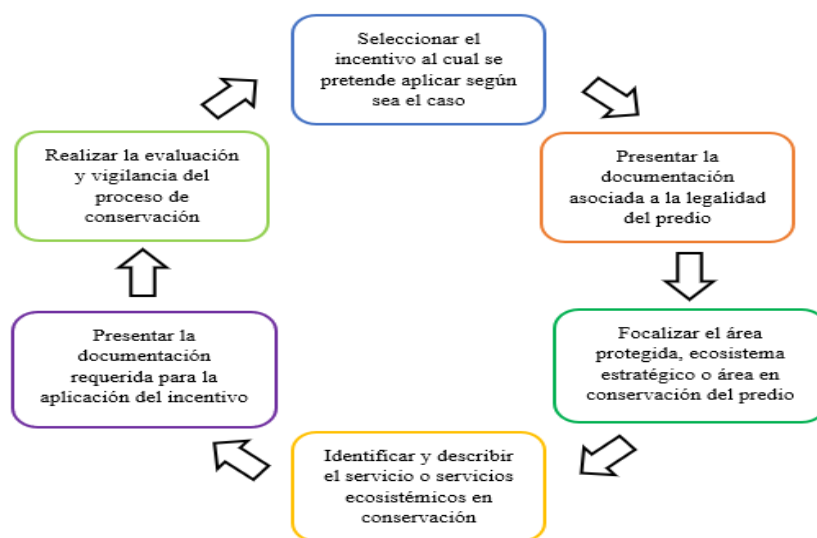 Seleccionar el
incentivo al cual se
pretende aplicar según
sea el caso
Presentar la
documentación
asociada a la legalidad
del predio
Focalizar el área
protegida, ecosistema
estratégico o área en
conservación del predio
Identificar y describir
el servicio o servicios
ecosistémicos en
conservación
Presentar la
documentación
requerida para la
aplicación del incentivo
Realizar la evaluación
y vigilancia del
proceso de
conservación